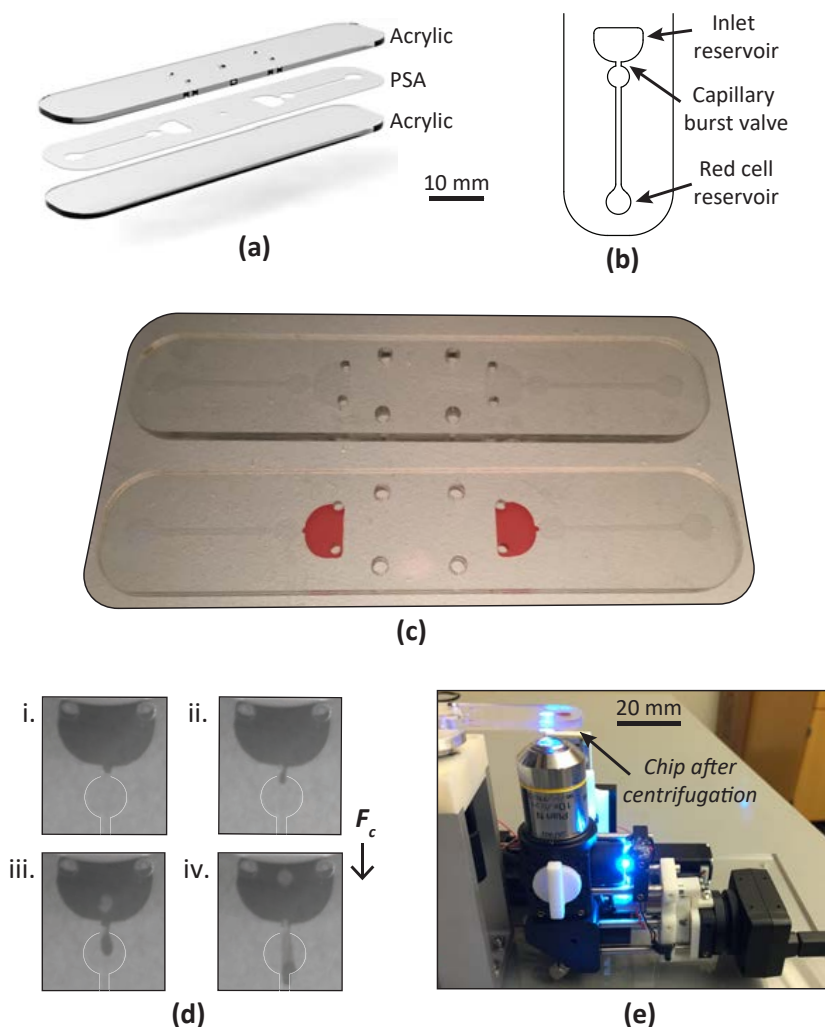 Acrylic
PSA
Acrylic
10 mm
(a)
Inlet
reservoir
Capillary
burst valve
Red cell
reservoir
(b)
(c)
i.
ii.
iii.
iv.
F_c
(d)
20 mm
Chip after
centrifugation
Plan N
(e)